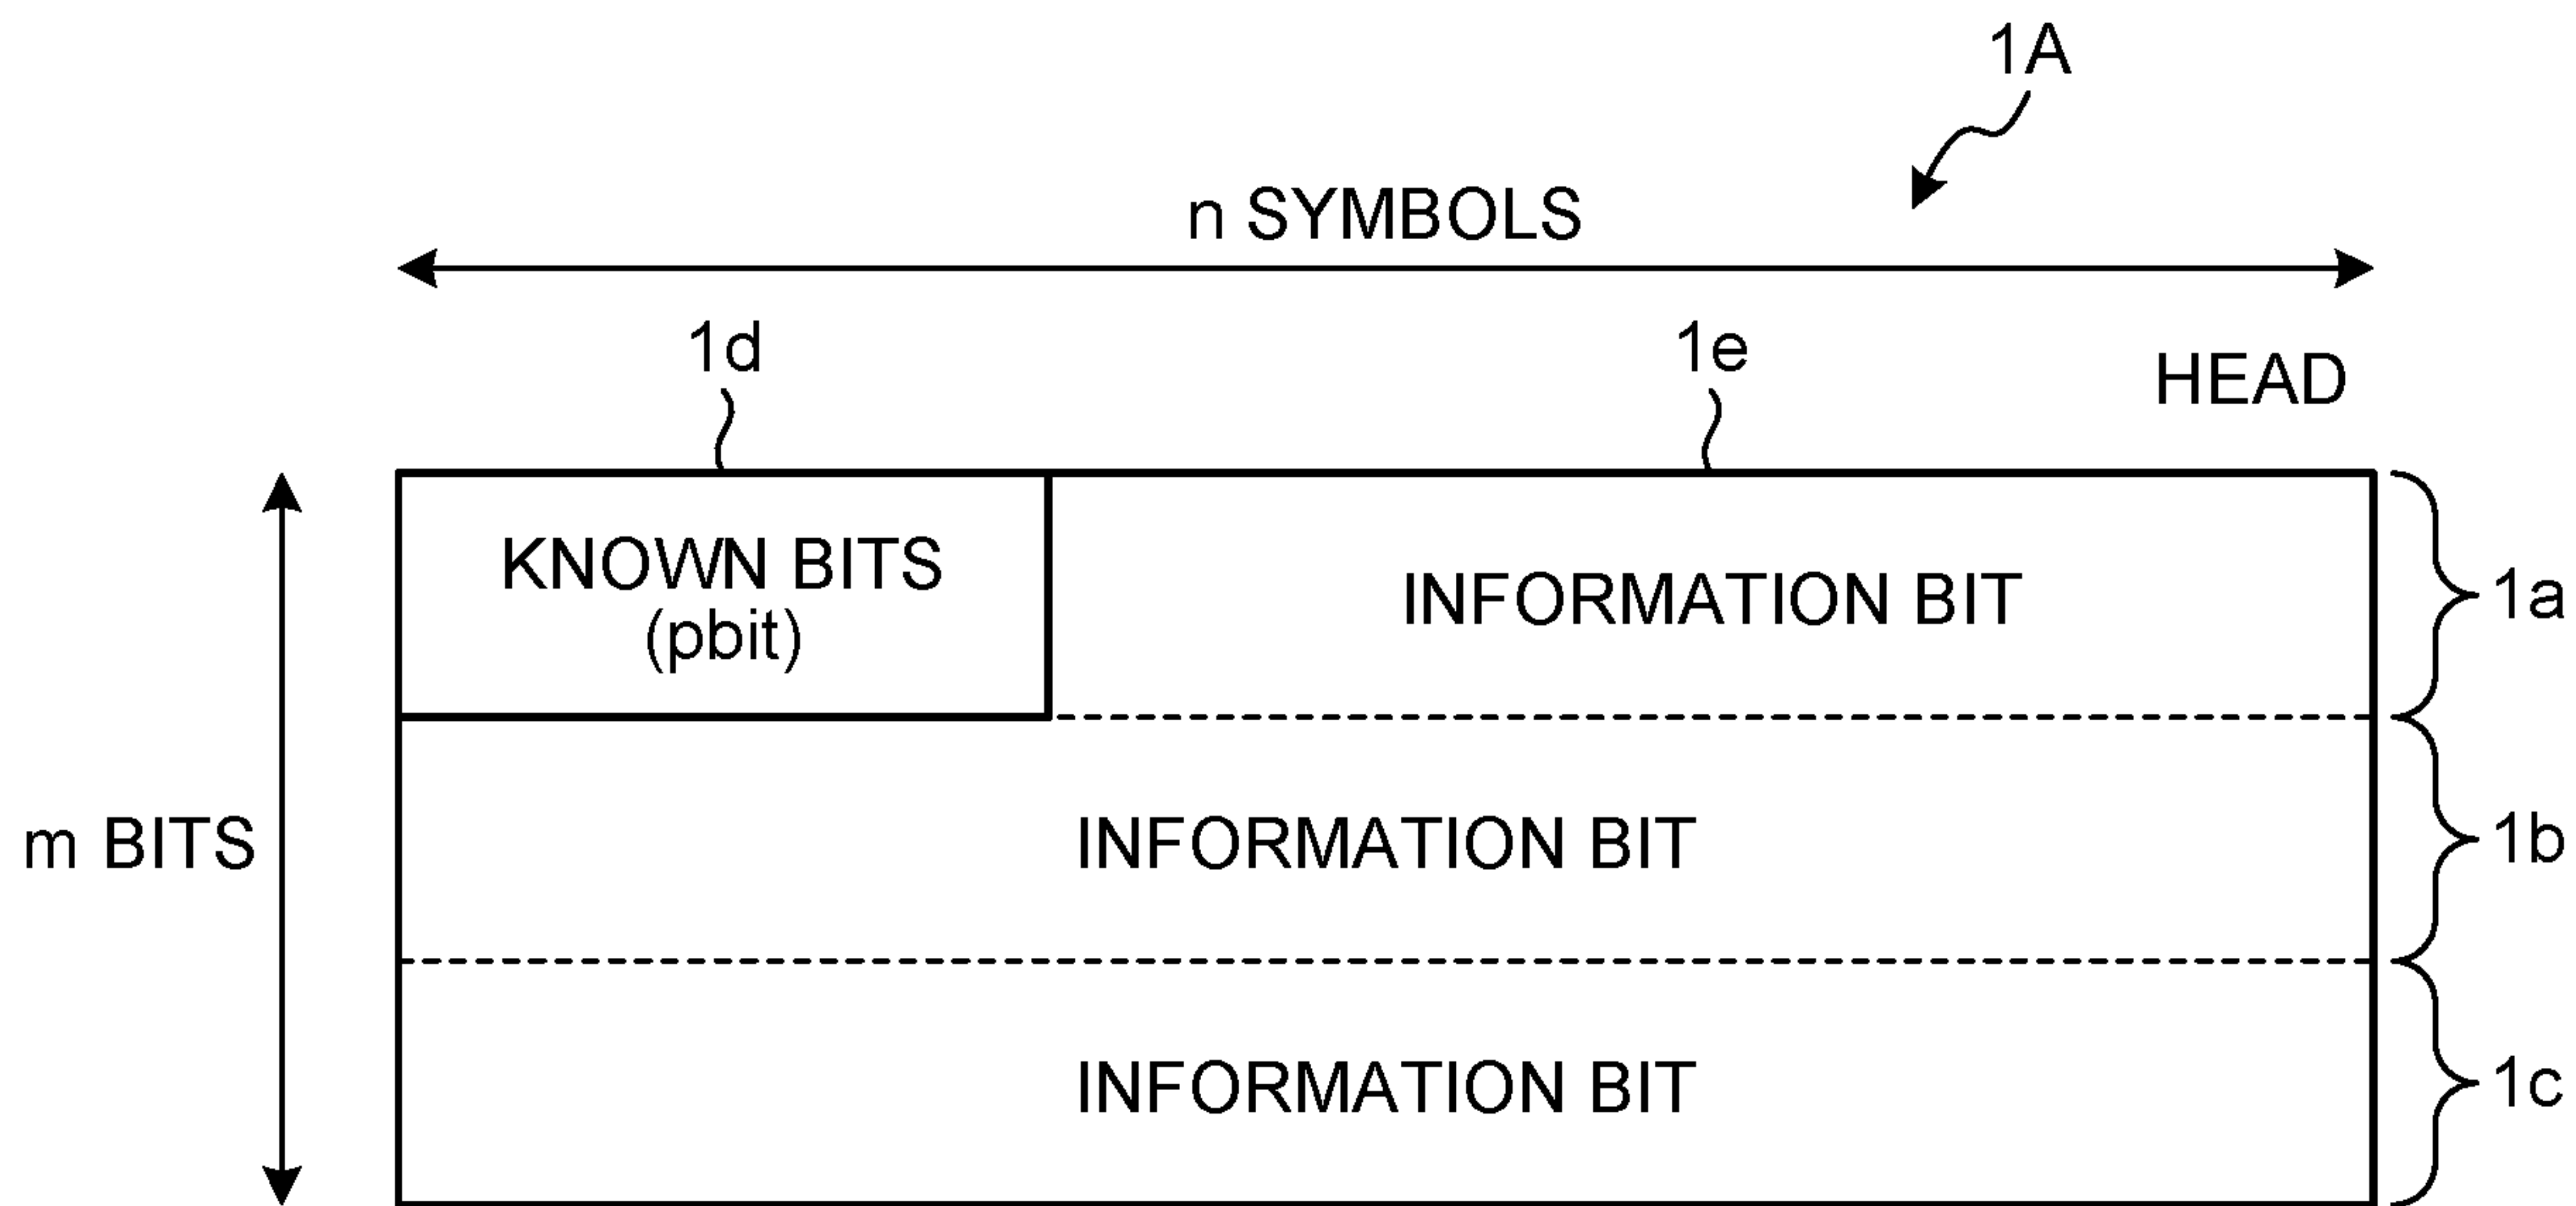 1A
n SYMBOLS
1d
1e
HEAD
KNOWN BITS
(pbit)
INFORMATION BIT
1a
m BITS
INFORMATION BIT
1b
INFORMATION BIT
1c